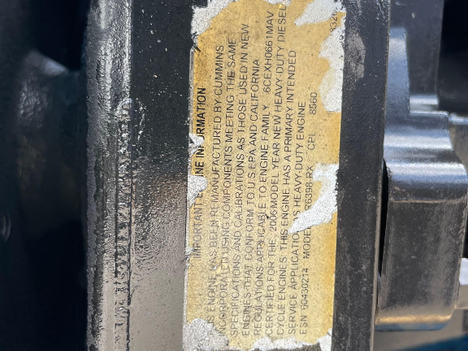 IMPORTANT ENGINE INFORMATION
ENGINE HAS BEEN REMANUFACTURED BY CUMMINS
INCORPORATED USING COMPONENTS MEETING THE SAME
SPECIFICATIONS AND CALIBRATIONS AS THOSE USED IN NEW
ENGINES THAT CONFORM TO U.S. EPA AND CALIFORNIA
REGULATIONS APPLICABLE TO ENGINE FAMILY 6CEXH0661MAV
CERTIFIED FOR THE 2006 MODEL YEAR NEW HEAVY DUTY DIESEL
CYCLE ENGINES. THIS ENGINE HAS A PRIMARY INTENDED
SERVICE APPLICATION AS HEAVY-DUTY ENGINE
ESN 60430214 MODEL RX CPL 8560